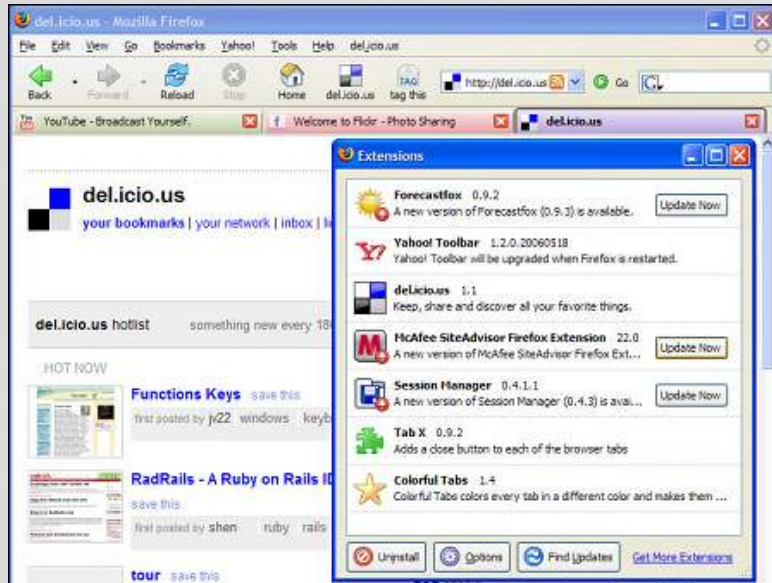 del.icio.us - Mozilla Firefox
File Edit View Go Bookmarks Yahoo! Tools Help del.icio.us
Back Forward Reload Stop Home del.icio.us TAG tag this http://del.icio.us Go
YouTube - Broadcast Yourself. Welcome to Flickr - Photo Sharing del.icio.us
del.icio.us
your bookmarks | your network | inbox |
del.icio.us hotlist something new every
HOT NOW
Functions Keys save this
first posted by jv22 windows
RadRails - A Ruby on Rails
save this
first posted by shen ruby rails
tour save this
Extensions
Forecastfox 0.9.2
A new version of Forecastfox (0.9.3) is available.
Update Now
Yahoo! Toolbar 1.2.0.20060518
Yahoo! Toolbar will be upgraded when Firefox is restarted.
del.icio.us 1.1
Keep, share and discover all your favorite things.
McAfee SiteAdvisor Firefox Extension 22.0
A new version of McAfee SiteAdvisor Firefox Ext...
Update Now
Session Manager 0.4.1.1
A new version of Session Manager (0.4.3) is avai...
Update Now
Tab X 0.9.2
Adds a close button to each of the browser tabs
Colorful Tabs 1.4
Colorful Tabs colors every tab in a different color and makes them ...
Uninstall Options Find Updates Get More Extensions